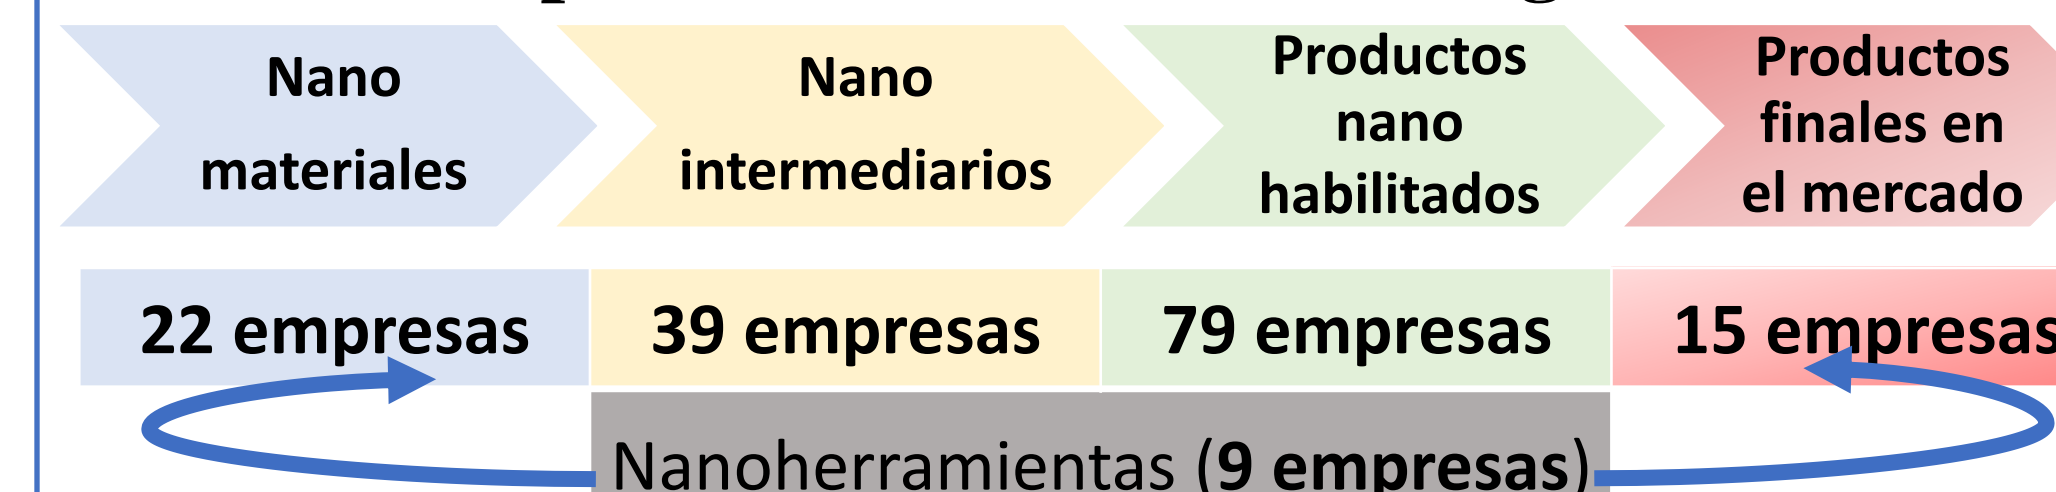 Nano
materiales
Nano
intermediarios
Productos
nano
habilitados
Productos
finales en
el mercado
22 empresas
39 empresas
79 empresas
15 empresas
Nanoherramientas (9 empresas)